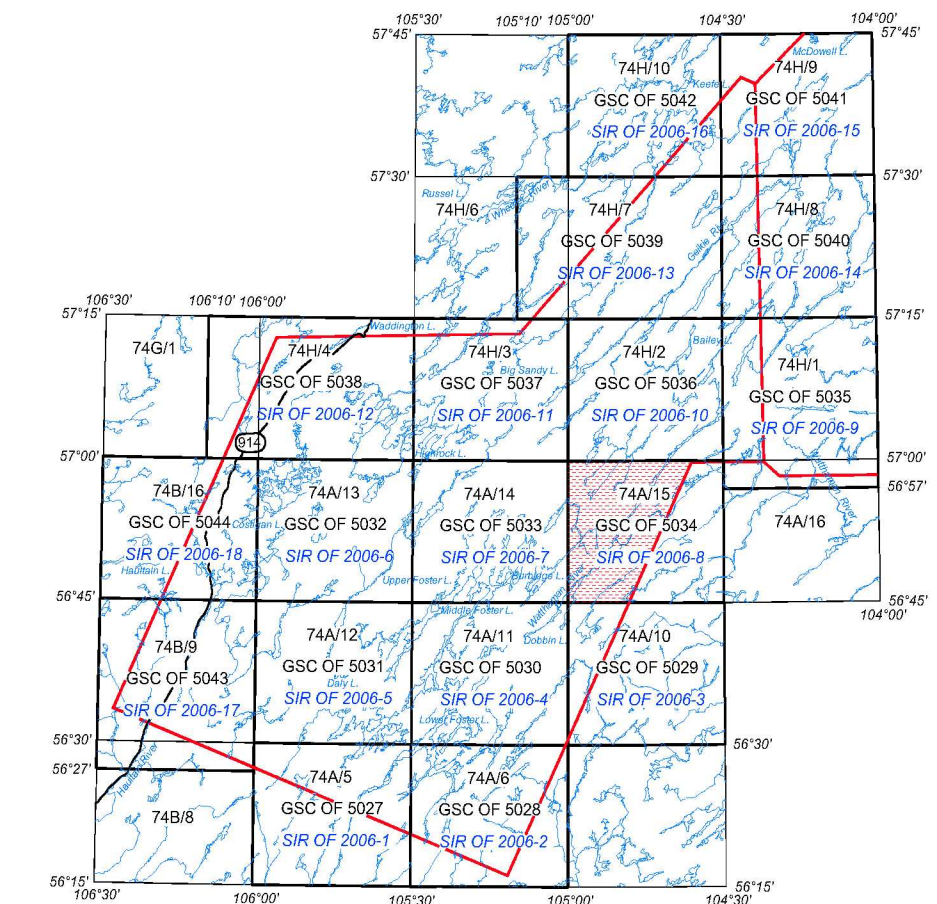 105°30' 105°10' 105°00' 104°30' 104°00'
57°45' 57°45'
McDowell L.
74H/10 74H/9
Keefe L.
GSC OF 5042 GSC OF 5041
SIR OF 2006-16 SIR OF 2006-15
57°30' 57°30'
Russel L.
Wheeler River
74H/6 74H/7 74H/8
Geikie River
GSC OF 5039 GSC OF 5040
SIR OF 2006-13 SIR OF 2006-14
106°30' 106°10' 106°00'
57°15' 57°15'
Waddington L.
Bailey L.
74G/1 74H/4 74H/3 74H/2 74H/1
Big Sandy L.
GSC OF 5038 GSC OF 5037 GSC OF 5036 GSC OF 5035
SIR OF 2006-12 SIR OF 2006-11 SIR OF 2006-10 SIR OF 2006-9
914
Highrock L.
57°00' 57°00'
Wathaman River
56°57'
74B/16 74A/13 74A/14 74A/15 74A/16
GSC OF 5044 GSC OF 5032 GSC OF 5033 GSC OF 5034
Costigan L.
SIR OF 2006-18 SIR OF 2006-6 SIR OF 2006-7 SIR OF 2006-8
Haultain L. Upper Foster L. Burbidge L.
56°45' 56°45'
104°00'
Middle Foster L.
Wathaman River
74B/9 74A/12 74A/11 74A/10
Dobbin L.
GSC OF 5043 GSC OF 5031 GSC OF 5030 GSC OF 5029
Daly L.
SIR OF 2006-17 SIR OF 2006-5 SIR OF 2006-4 SIR OF 2006-3
Lower Foster L.
56°30' 56°30'
Haultain River
56°27'
74B/8 74A/5 74A/6
GSC OF 5027 GSC OF 5028
SIR OF 2006-1 SIR OF 2006-2
56°15' 56°15'
106°30' 106°00' 105°30' 105°00' 104°30'